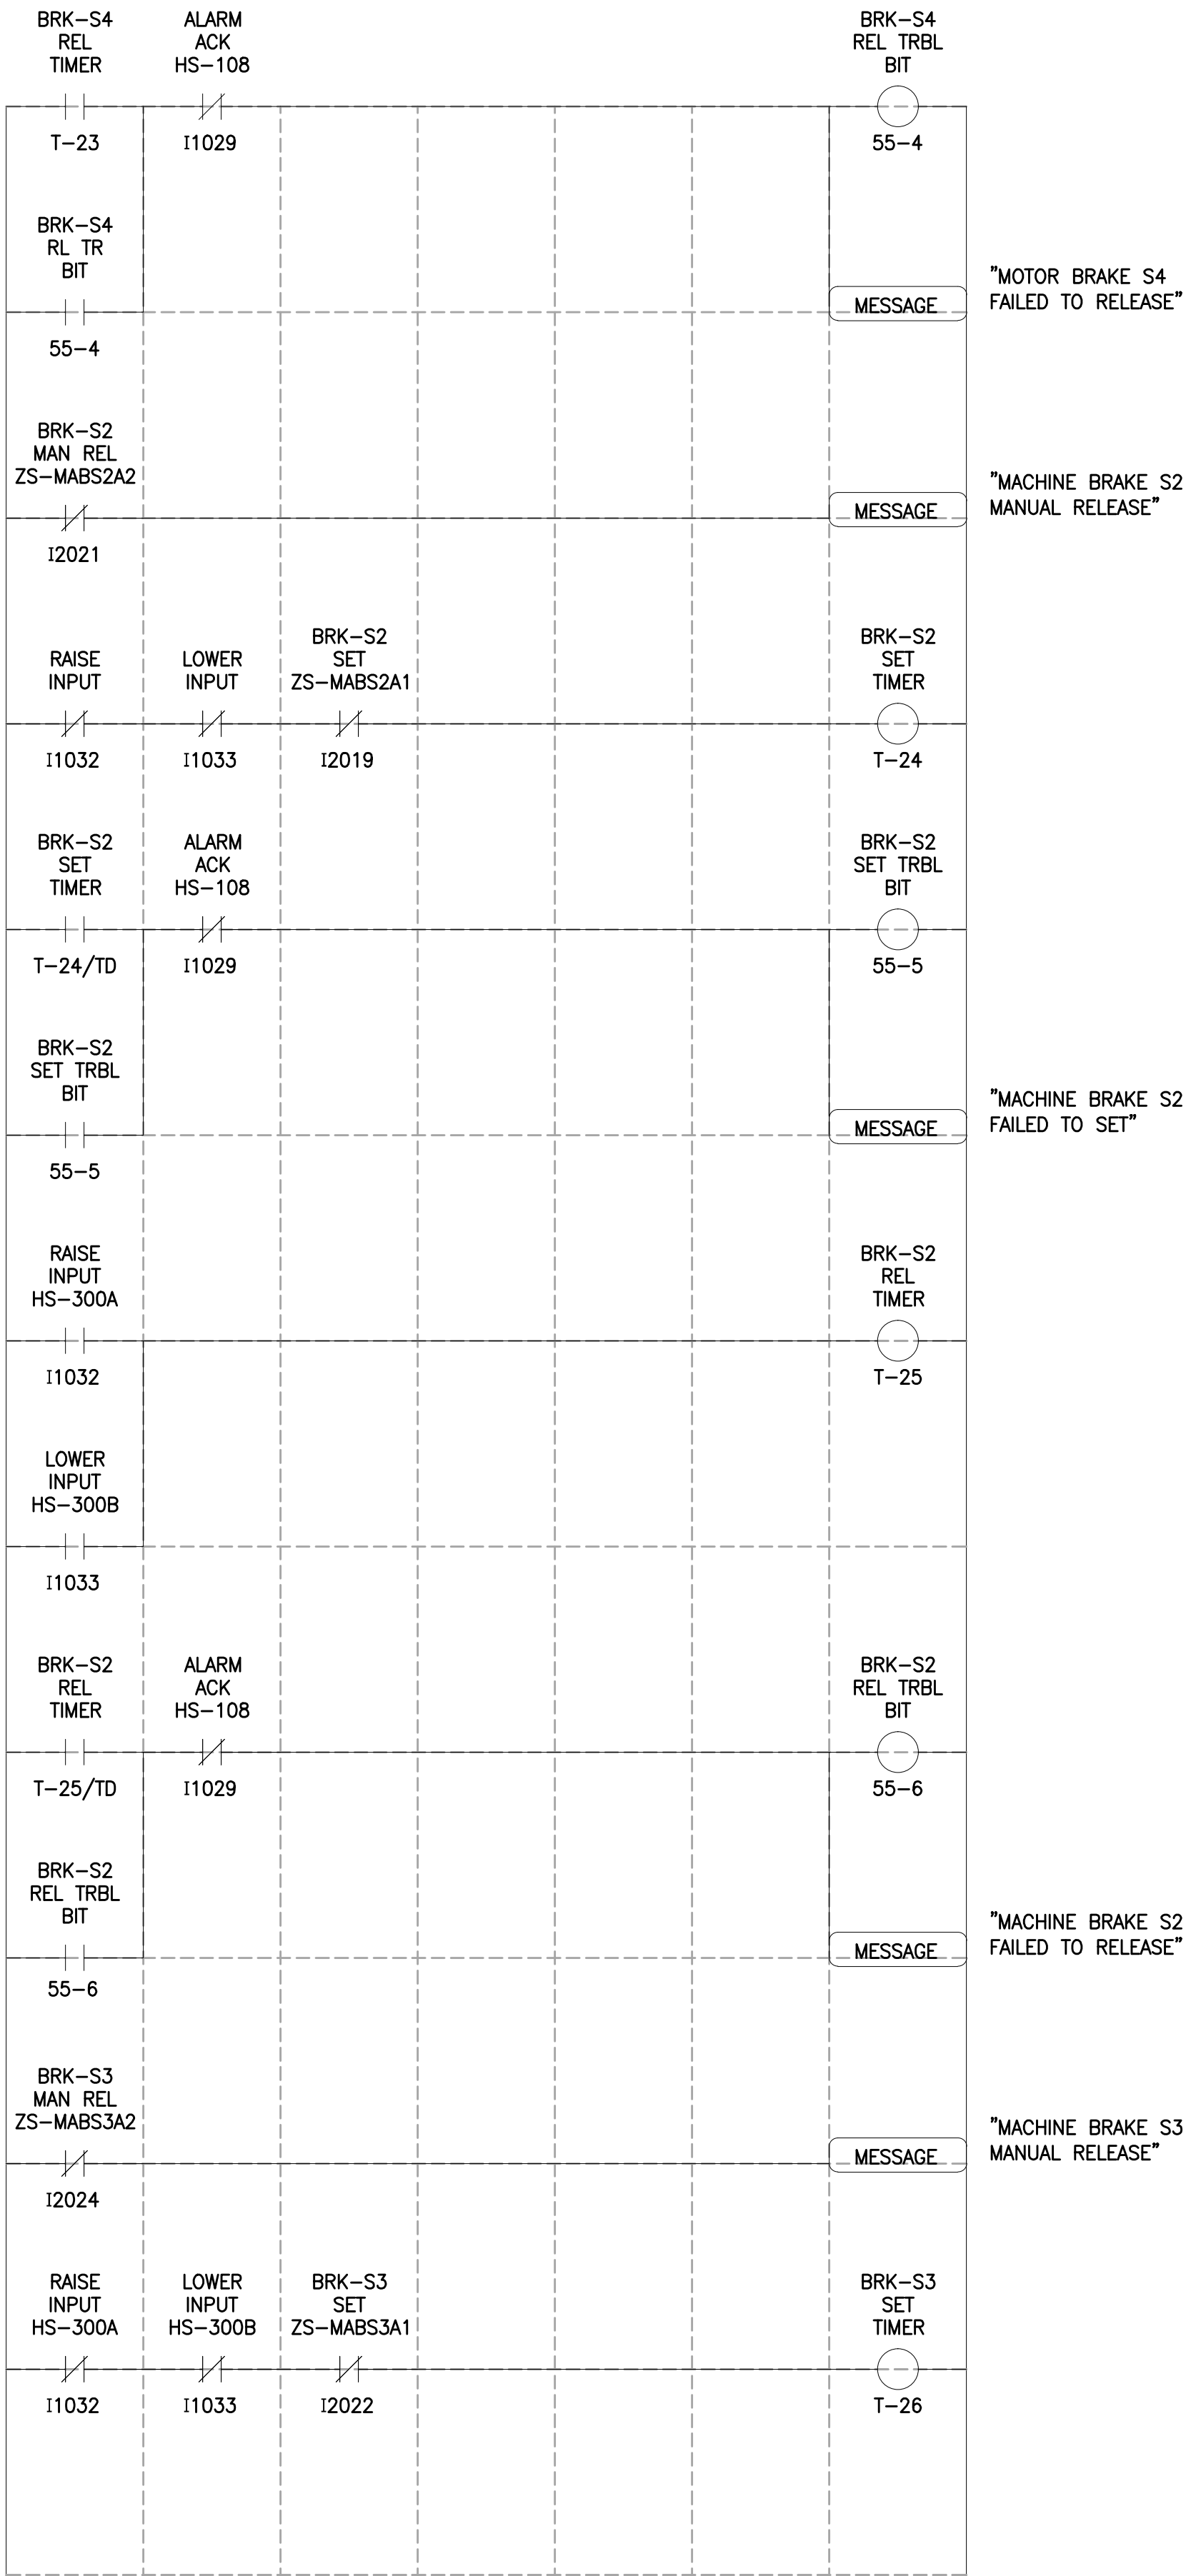 BRK-S4
REL
TIMER
ALARM
ACK
HS-108
BRK-S4
REL TRBL
BIT
T-23
I1029
55-4
BRK-S4
RL TR
BIT
MESSAGE
"MOTOR BRAKE S4
FAILED TO RELEASE"
55-4
BRK-S2
MAN REL
ZS-MABS2A2
MESSAGE
"MACHINE BRAKE S2
MANUAL RELEASE"
I2021
RAISE
INPUT
LOWER
INPUT
BRK-S2
SET
ZS-MABS2A1
BRK-S2
SET
TIMER
I1032
I1033
I2019
T-24
BRK-S2
SET
TIMER
ALARM
ACK
HS-108
BRK-S2
SET TRBL
BIT
T-24/TD
I1029
55-5
BRK-S2
SET TRBL
BIT
MESSAGE
"MACHINE BRAKE S2
FAILED TO SET"
55-5
RAISE
INPUT
HS-300A
BRK-S2
REL
TIMER
I1032
T-25
LOWER
INPUT
HS-300B
I1033
BRK-S2
REL
TIMER
ALARM
ACK
HS-108
BRK-S2
REL TRBL
BIT
T-25/TD
I1029
55-6
BRK-S2
REL TRBL
BIT
MESSAGE
"MACHINE BRAKE S2
FAILED TO RELEASE"
55-6
BRK-S3
MAN REL
ZS-MABS3A2
MESSAGE
"MACHINE BRAKE S3
MANUAL RELEASE"
I2024
RAISE
INPUT
HS-300A
LOWER
INPUT
HS-300B
BRK-S3
SET
ZS-MABS3A1
BRK-S3
SET
TIMER
I1032
I1033
I2022
T-26